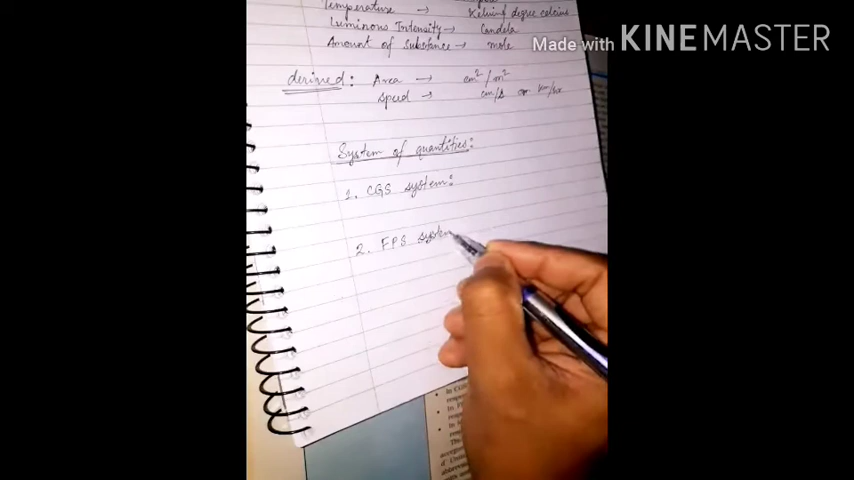 Temperature → Kelvin, degree celcius
Luminous Intensity → Candela
Amount of substance → mole
Made with KINEMASTER
derived: Area → cm²/m²
speed → cm/s or km/hr
System of quantities:
1. CGS system:
2. FPS system